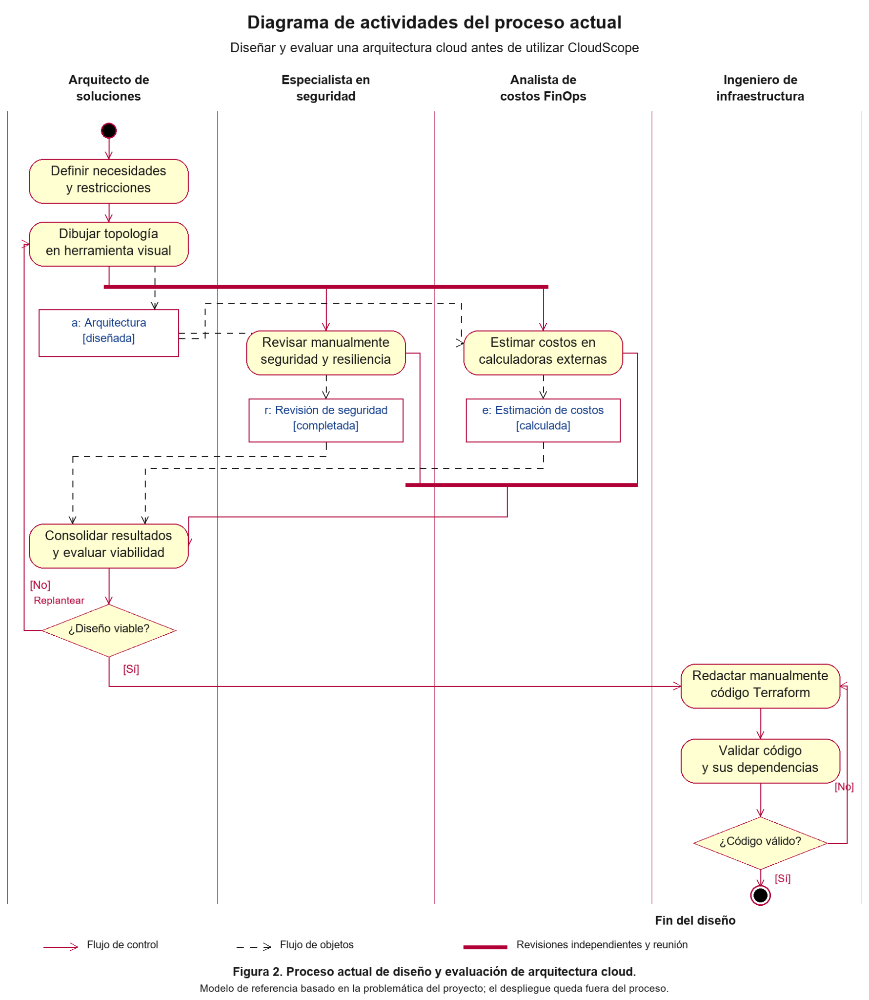 Diagrama de actividades del proceso actual
Diseñar y evaluar una arquitectura cloud antes de utilizar CloudScope
Arquitecto de
soluciones
Especialista en
seguridad
Analista de
costos FinOps
Ingeniero de
infraestructura
Definir necesidades
y restricciones
Dibujar topología
en herramienta visual
a: Arquitectura
[diseñada]
Revisar manualmente
seguridad y resiliencia
Estimar costos en
calculadoras externas
r: Revisión de seguridad
[completada]
e: Estimación de costos
[calculada]
Consolidar resultados
y evaluar viabilidad
[No]
Replantear
¿Diseño viable?
[Sí]
Redactar manualmente
código Terraform
Validar código
y sus dependencias
[No]
¿Código válido?
[Sí]
Fin del diseño
Flujo de control
Flujo de objetos
Revisiones independientes y reunión
Figura 2. Proceso actual de diseño y evaluación de arquitectura cloud.
Modelo de referencia basado en la problemática del proyecto; el despliegue queda fuera del proceso.